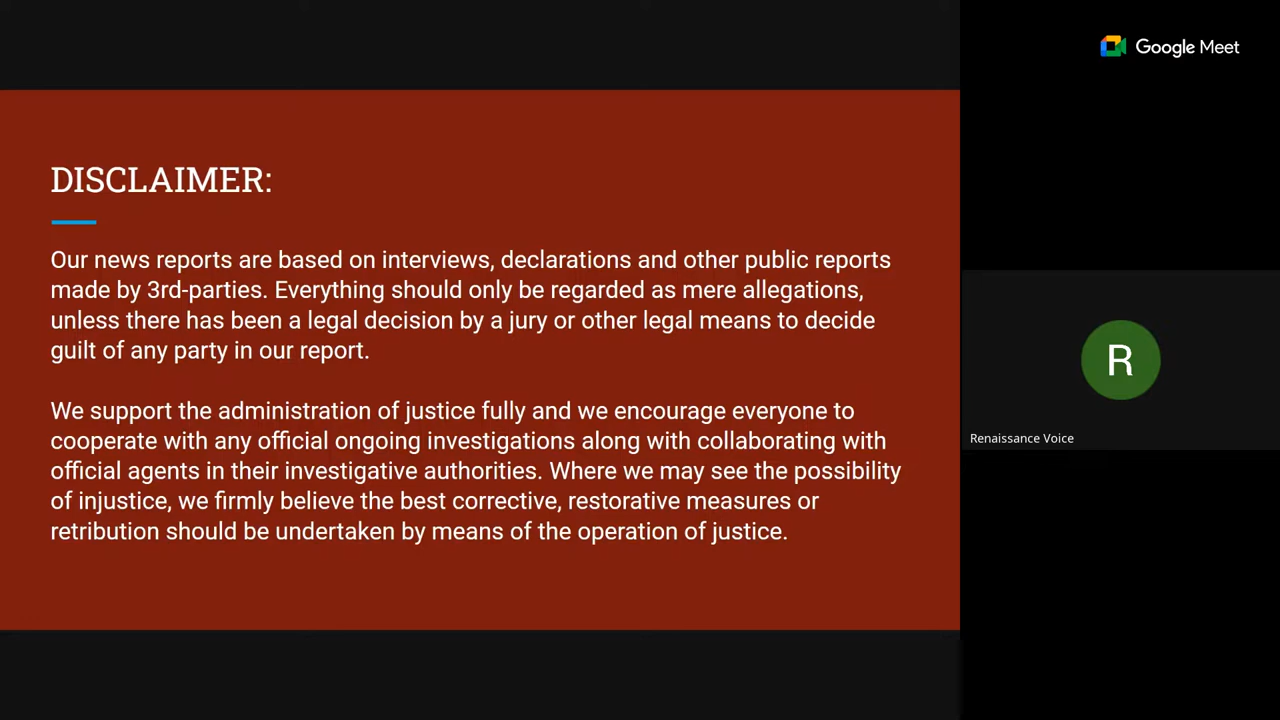 Google Meet
DISCLAIMER:
Our news reports are based on interviews, declarations and other public reports
made by 3rd-parties. Everything should only be regarded as mere allegations,
unless there has been a legal decision by a jury or other legal means to decide
guilt of any party in our report.
We support the administration of justice fully and we encourage everyone to
cooperate with any official ongoing investigations along with collaborating with
official agents in their investigative authorities. Where we may see the possibility
of injustice, we firmly believe the best corrective, restorative measures or
retribution should be undertaken by means of the operation of justice.
R
Renaissance Voice